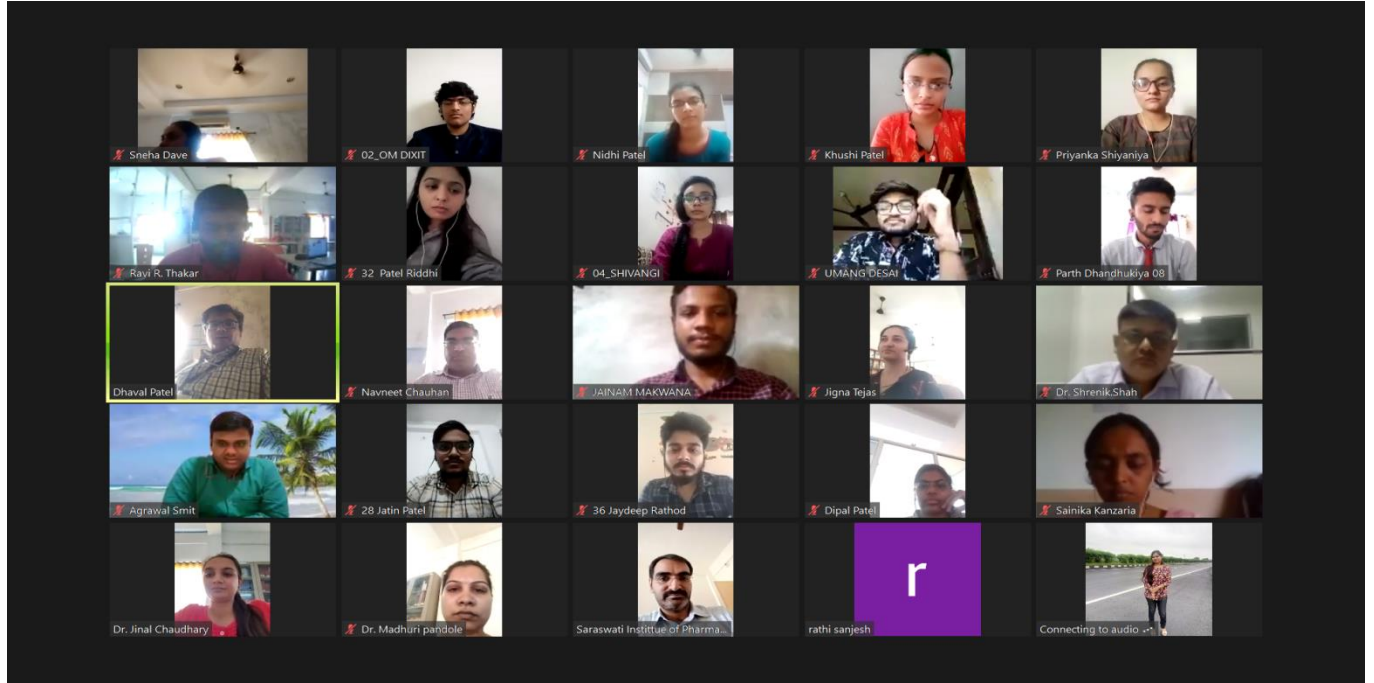 Sneha Dave
02_OM DIXIT
Nidhi Patel
Khushi Patel
Priyanka Shiyaniya
Ravi R. Thakar
32 Patel Riddhi
04_SHIVANGI
UMANG DESAI
Parth Dhandhukiya 08
Dhaval Patel
Navneet Chauhan
JAINAM MAKWANA
Jigna Tejas
Dr. Shrenik.Shah
Agrawal Smit
28 Jatin Patel
36 Jaydeep Rathod
Dipal Patel
Sainika Kanzaria
Dr. Jinal Chaudhary
Dr. Madhuri pandole
Saraswati Instittue of Pharma...
r
rathi sanjesh
Connecting to audio ···